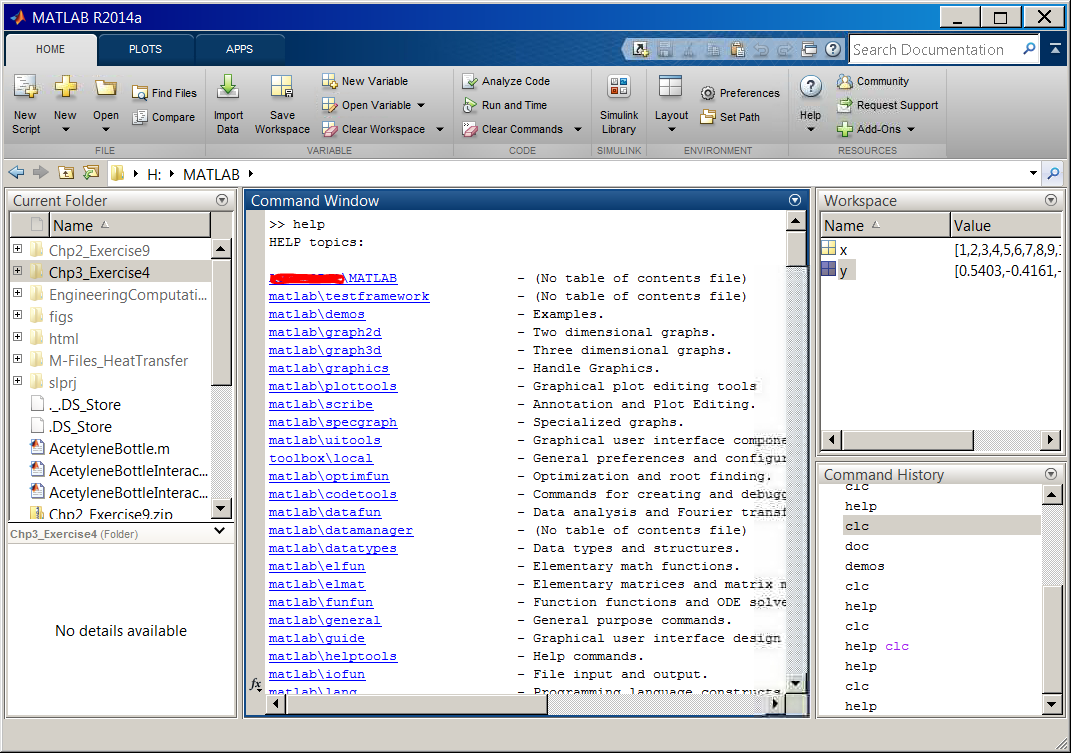 MATLAB R2014a
HOME PLOTS APPS
Search Documentation
New Script
New
Open
Find Files
Compare
Import Data
Save Workspace
New Variable
Open Variable
Clear Workspace
Analyze Code
Run and Time
Clear Commands
Simulink Library
Layout
Preferences
Set Path
Help
Community
Request Support
Add-Ons
FILE VARIABLE CODE SIMULINK ENVIRONMENT RESOURCES
H: MATLAB
Current Folder
Name
Chp2_Exercise9
Chp3_Exercise4
EngineeringComputati...
figs
html
M-Files_HeatTransfer
slprj
._.DS_Store
.DS_Store
AcetyleneBottle.m
AcetyleneBottleInterac...
AcetyleneBottleInterac...
Chp2_Exercise9.zip
Chp3_Exercise4 (Folder)
No details available
Command Window
>> help
HELP topics:
\MATLAB - (No table of contents file)
matlab\testframework - (No table of contents file)
matlab\demos - Examples.
matlab\graph2d - Two dimensional graphs.
matlab\graph3d - Three dimensional graphs.
matlab\graphics - Handle Graphics.
matlab\plottools - Graphical plot editing tools
matlab\scribe - Annotation and Plot Editing.
matlab\specgraph - Specialized graphs.
matlab\uitools - Graphical user interface compone
toolbox\local - General preferences and configur
matlab\optimfun - Optimization and root finding.
matlab\codetools - Commands for creating and debugg
matlab\datafun - Data analysis and Fourier transf
matlab\datamanager - (No table of contents file)
matlab\datatypes - Data types and structures.
matlab\elfun - Elementary math functions.
matlab\elmat - Elementary matrices and matrix m
matlab\funfun - Function functions and ODE solve
matlab\general - General purpose commands.
matlab\guide - Graphical user interface design
matlab\helptools - Help commands.
matlab\iofun - File input and output.
matlab\lang - Programming language constructs
fx
Workspace
Name Value
x [1,2,3,4,5,6,7,8,9,
y [0.5403,-0.4161,-
Command History
clc
help
clc
doc
demos
clc
help
clc
help clc
help
clc
help